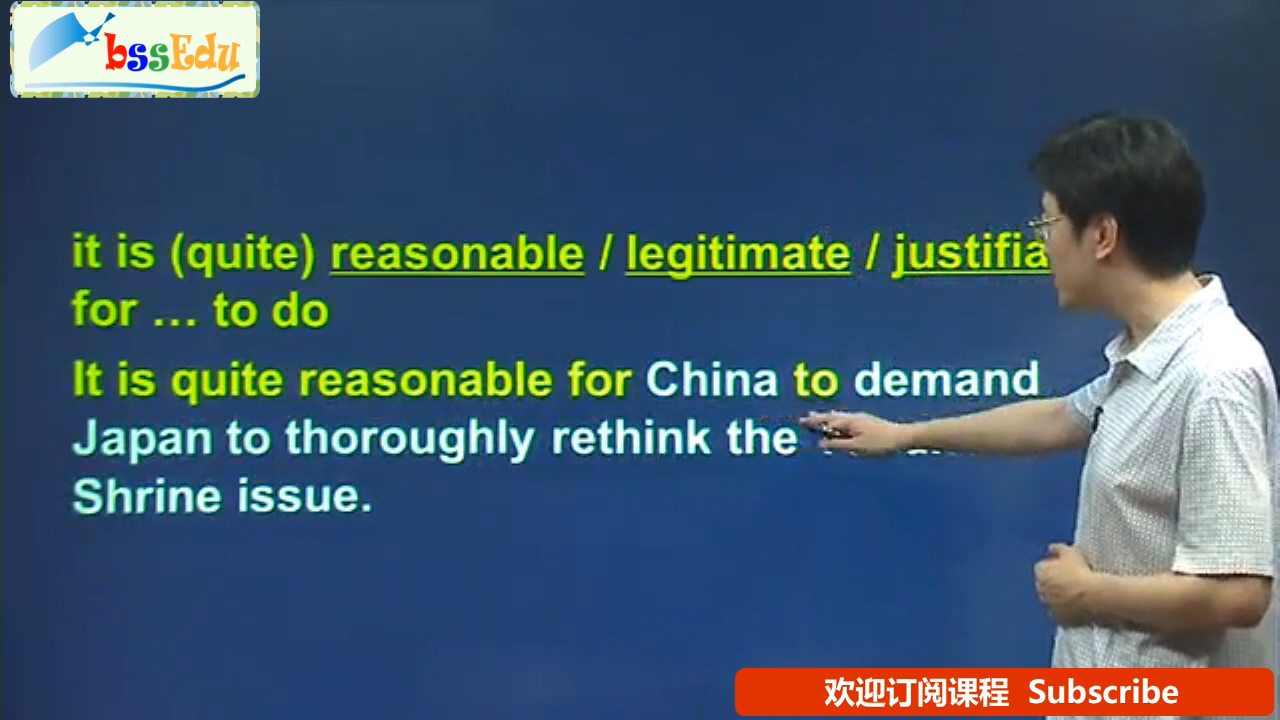 bssEdu
it is (quite) reasonable / legitimate /
for … to do
It is quite reasonable for China to demand
Japan to thoroughly rethink the
Shrine issue.
欢迎订阅课程 Subscribe